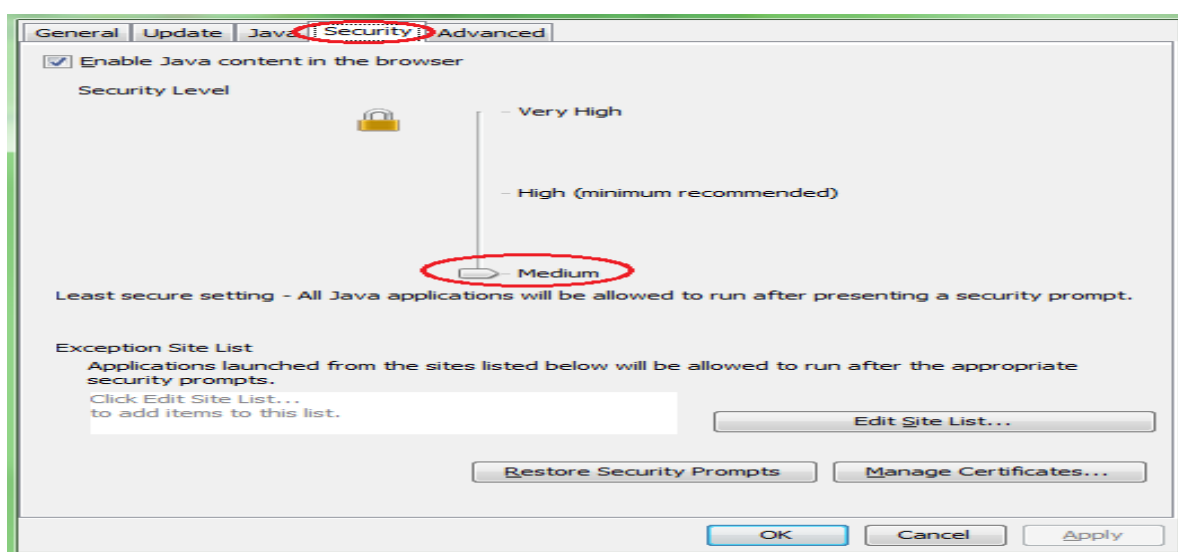 General Update Java Security Advanced
Enable Java content in the browser
Security Level
Very High
High (minimum recommended)
Medium
Least secure setting - All Java applications will be allowed to run after presenting a security prompt.
Exception Site List
Applications launched from the sites listed below will be allowed to run after the appropriate
security prompts.
Click Edit Site List...
to add items to this list.
Edit Site List...
Restore Security Prompts Manage Certificates...
OK Cancel Apply